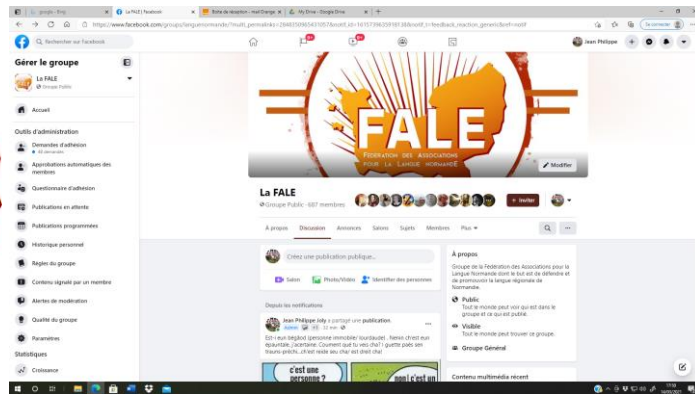 google - Bing
La FALE | Facebook
Boîte de réception - mail Orange
My Drive - Google Drive
Se connecter
Rechercher sur Facebook
Jean Philippe
Gérer le groupe
La FALE
Groupe Public
Accueil
Outils d'administration
Demandes d'adhésion
Approbations automatiques des
membres
Questionnaire d'adhésion
Publications en attente
Publications programmées
Historique personnel
Règles du groupe
Contenu signalé par un membre
Alertes de modération
Qualité du groupe
Paramètres
Statistiques
Croissance
FALE
FÉDÉRATION DES ASSOCIATIONS
POUR LA LANGUE NORMANDE
Modifier
La FALE
Groupe Public · 687 membres
+ Inviter
À propos
Discussion
Annonces
Salons
Sujets
Membres
Plus
Créez une publication publique...
Salon
Photo/Vidéo
Identifier des personnes
Depuis les notifications
Jean Philippe Joly a partagé une publication.
c'est une
personne ?
non ! c'est un
À propos
Groupe de la Fédération des Associations pour la
Langue Normande dont le but est de défendre et
de promouvoir la langue régionale de
Normandie.
Public
Tout le monde peut voir qui est dans le
groupe et ce qui est publié.
Visible
Tout le monde peut trouver ce groupe.
Groupe Général
Contenu multimédia récent